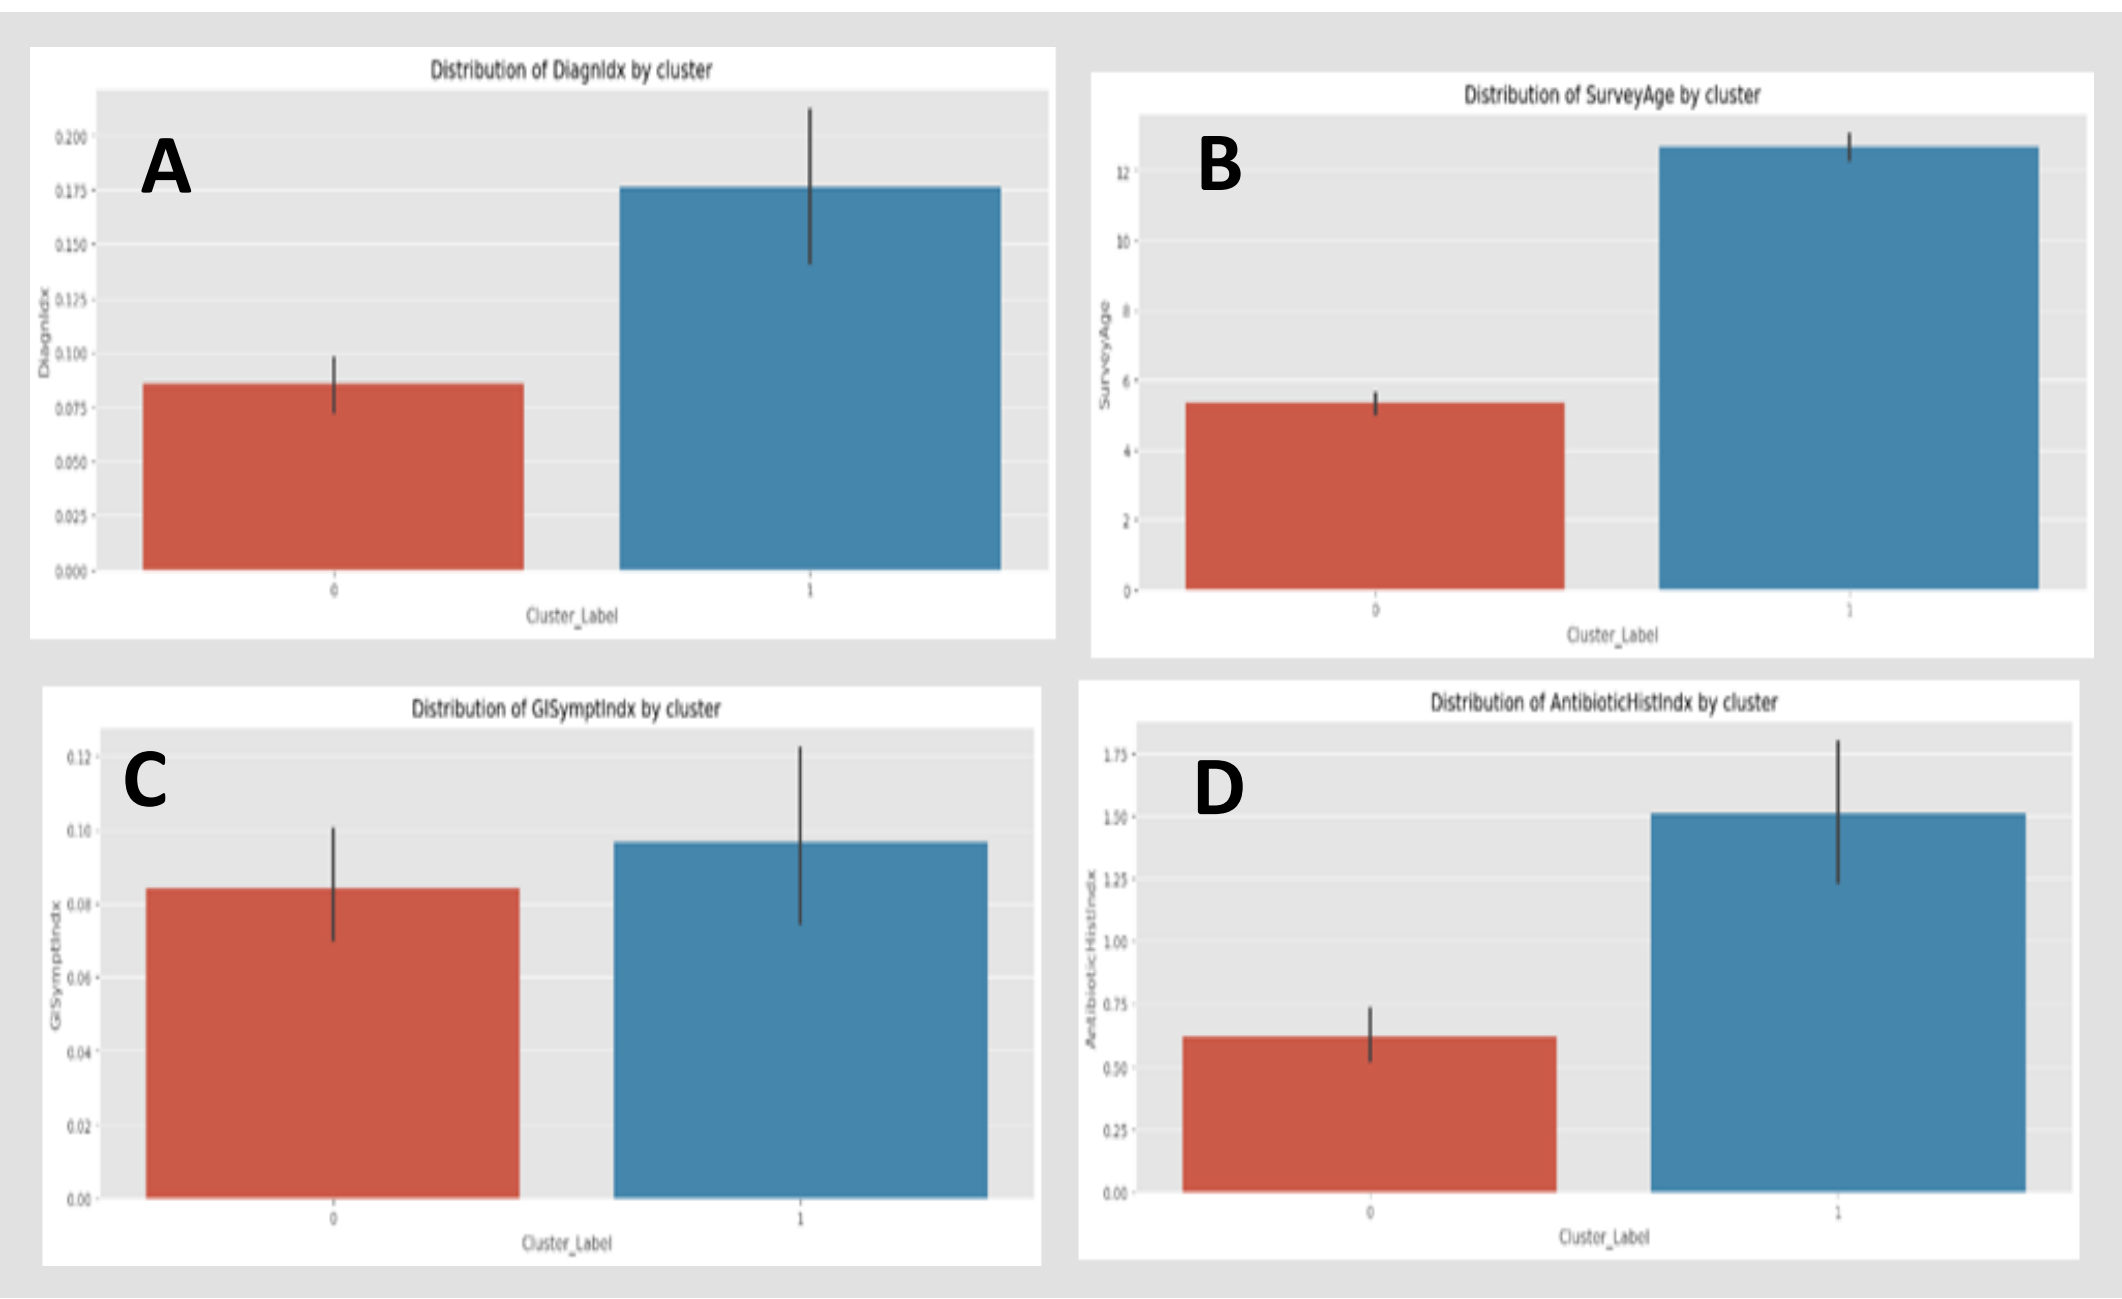 Distribution of DiagnIdx by cluster
A
0.200
0.175
0.150
0.125
0.100
0.075
0.050
0.025
0.000
DiagnIdx
0 1
Cluster_Label
Distribution of SurveyAge by cluster
B
12
10
8
6
4
2
0
SurveyAge
0 1
Cluster_Label
Distribution of GISymptIndx by cluster
C
0.12
0.10
0.08
0.06
0.04
0.02
0.00
GISymptIndx
0 1
Cluster_Label
Distribution of AntibioticHistIndx by cluster
D
1.75
1.50
1.25
1.00
0.75
0.50
0.25
0.00
AntibioticHistIndx
0 1
Cluster_Label